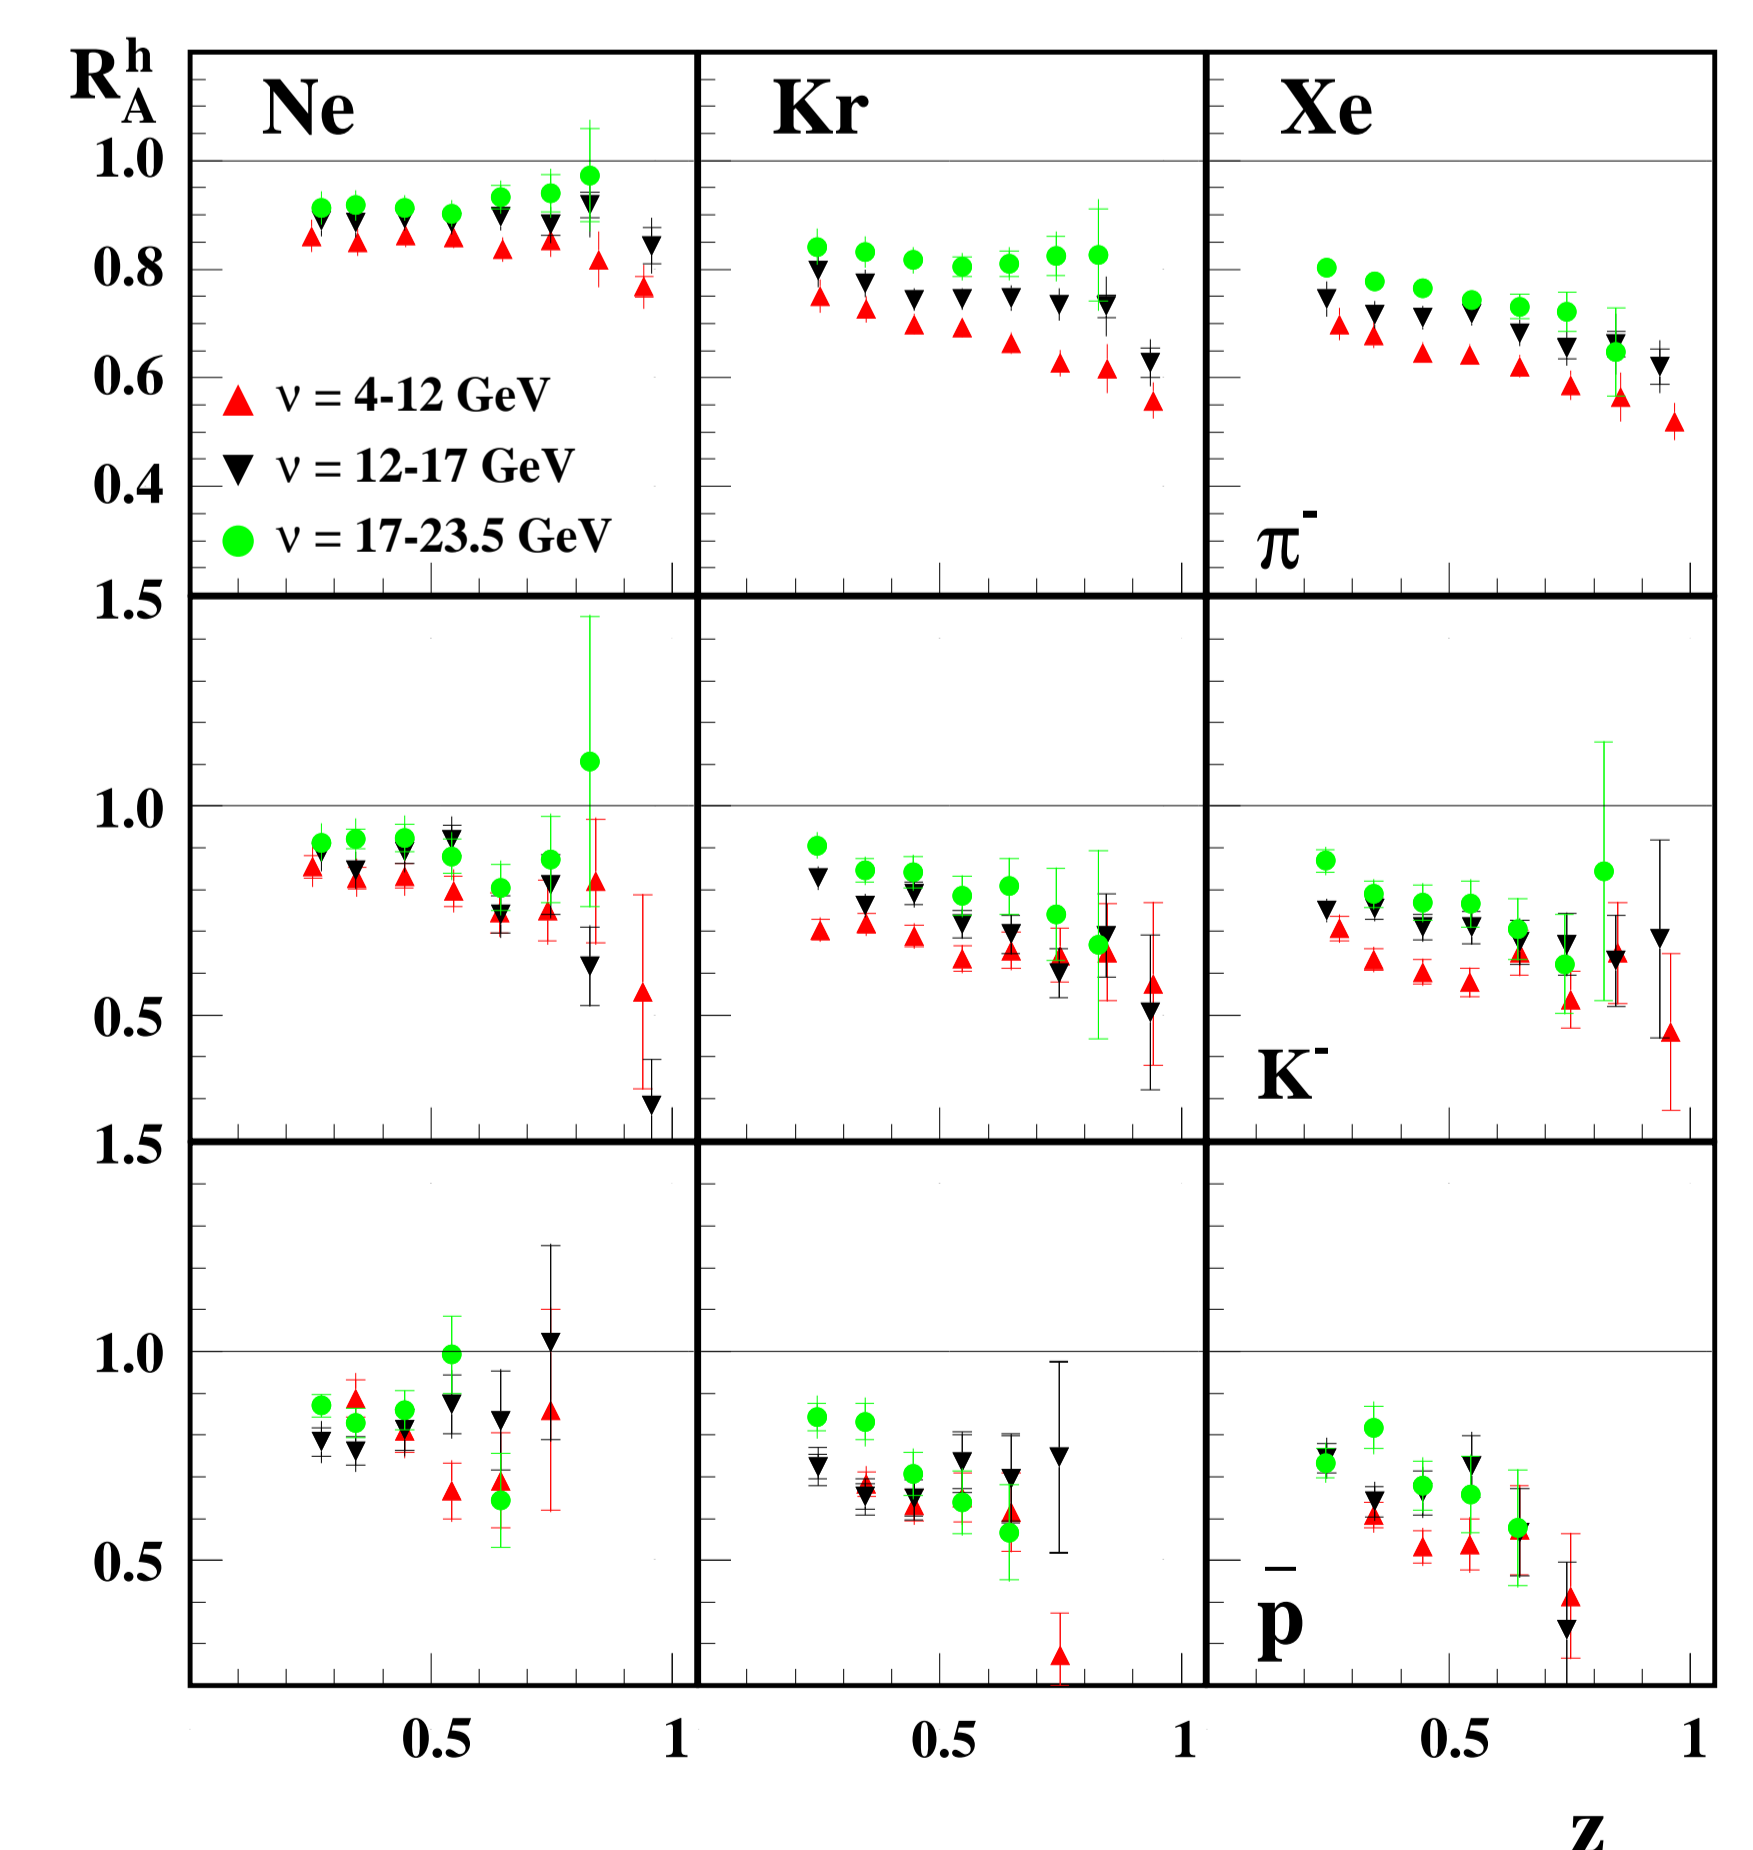 R^h_A
Ne Kr Xe
1.0
0.8
0.6
0.4
ν = 4-12 GeV
ν = 12-17 GeV
ν = 17-23.5 GeV
π⁻
1.5
1.0
0.5
K⁻
1.5
1.0
0.5
p̄
0.5 1 0.5 1 0.5 1
z